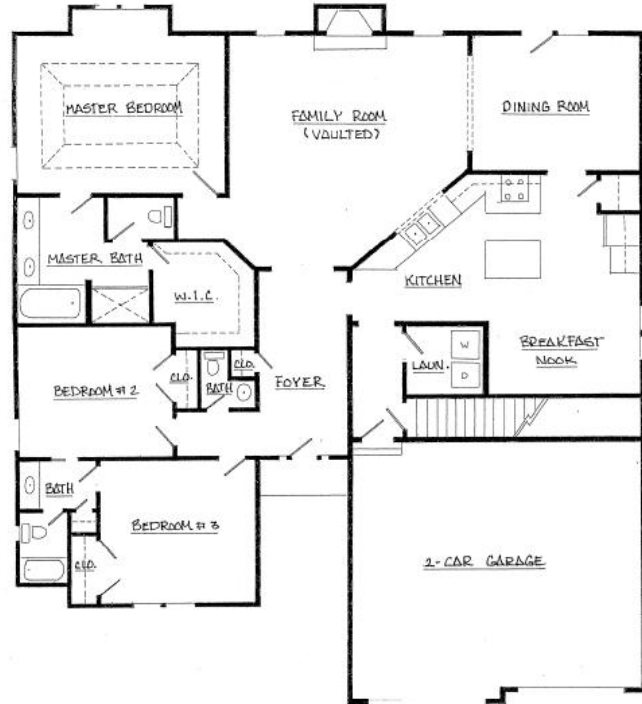 MASTER BEDROOM
FAMILY ROOM
(VAULTED)
DINING ROOM
MASTER BATH
W.I.C.
KITCHEN
BREAKFAST
NOOK
LAUN.
W
D
BEDROOM # 2
CLO.
BATH
CLO.
FOYER
BATH
BEDROOM # 3
CLO.
2-CAR GARAGE